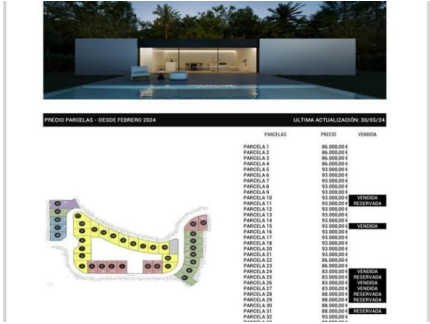 PRECIO PARCELAS - DESDE FEBRERO 2024 ULTIMA ACTUALIZACIÓN: 30/05/24
PARCELAS PRECIO VENDIDA
PARCELA 1 86.000,00 €
PARCELA 2 86.000,00 €
PARCELA 3 86.000,00 €
PARCELA 4 86.000,00 €
PARCELA 5 93.000,00 €
PARCELA 6 93.000,00 €
PARCELA 7 93.000,00 €
PARCELA 8 93.000,00 €
PARCELA 9 93.000,00 €
PARCELA 10 93.000,00 € VENDIDA
PARCELA 11 93.000,00 € RESERVADA
PARCELA 12 93.000,00 €
PARCELA 13 93.000,00 €
PARCELA 14 93.000,00 €
PARCELA 15 93.000,00 € VENDIDA
PARCELA 16 93.000,00 €
PARCELA 17 93.000,00 €
PARCELA 18 93.000,00 €
PARCELA 20 93.000,00 €
PARCELA 21 93.000,00 €
PARCELA 22 86.000,00 €
PARCELA 23 86.000,00 €
PARCELA 24 83.000,00 € VENDIDA
PARCELA 25 83.000,00 € RESERVADA
PARCELA 26 83.000,00 € VENDIDA
PARCELA 27 83.000,00 € VENDIDA
PARCELA 28 88.000,00 € RESERVADA
PARCELA 29 88.000,00 € RESERVADA
PARCELA 30 88.000,00 €
PARCELA 31 88.000,00 € RESERVADA
PARCELA 32 93.000,00 €